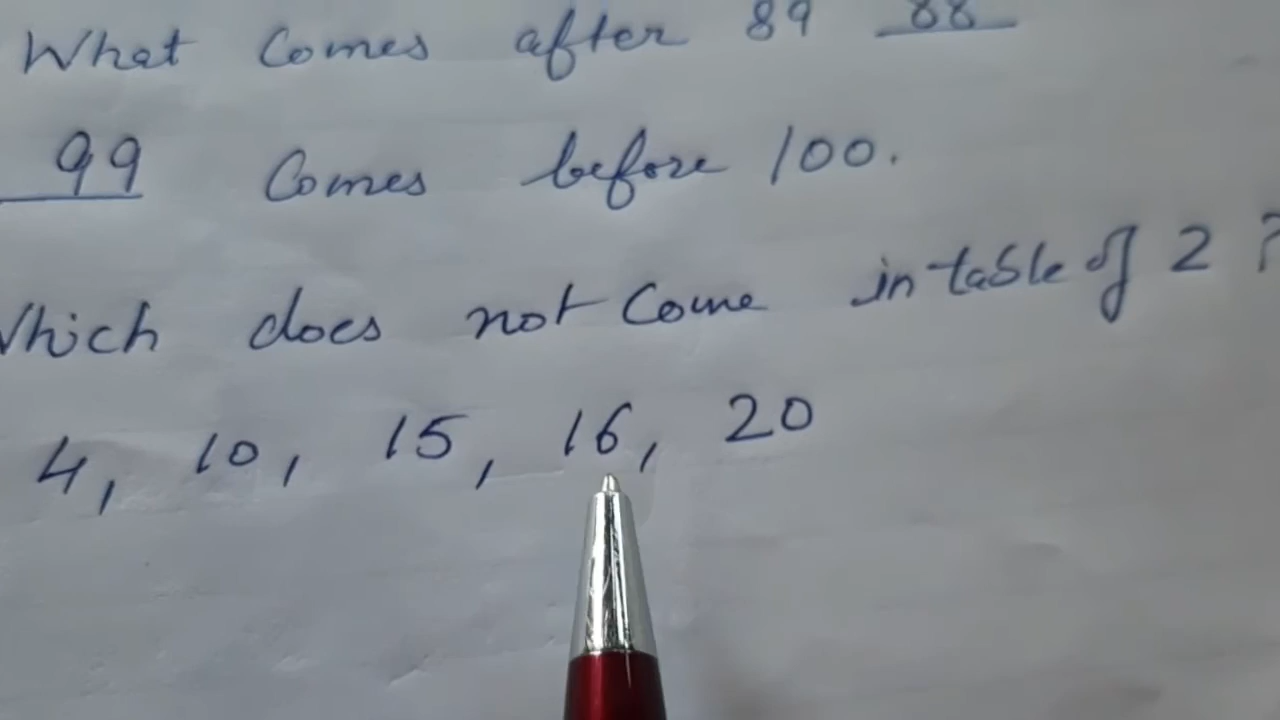 What comes after 89 88
99 comes before 100.
Which does not come in table of 2 ?
4, 10, 15, 16, 20